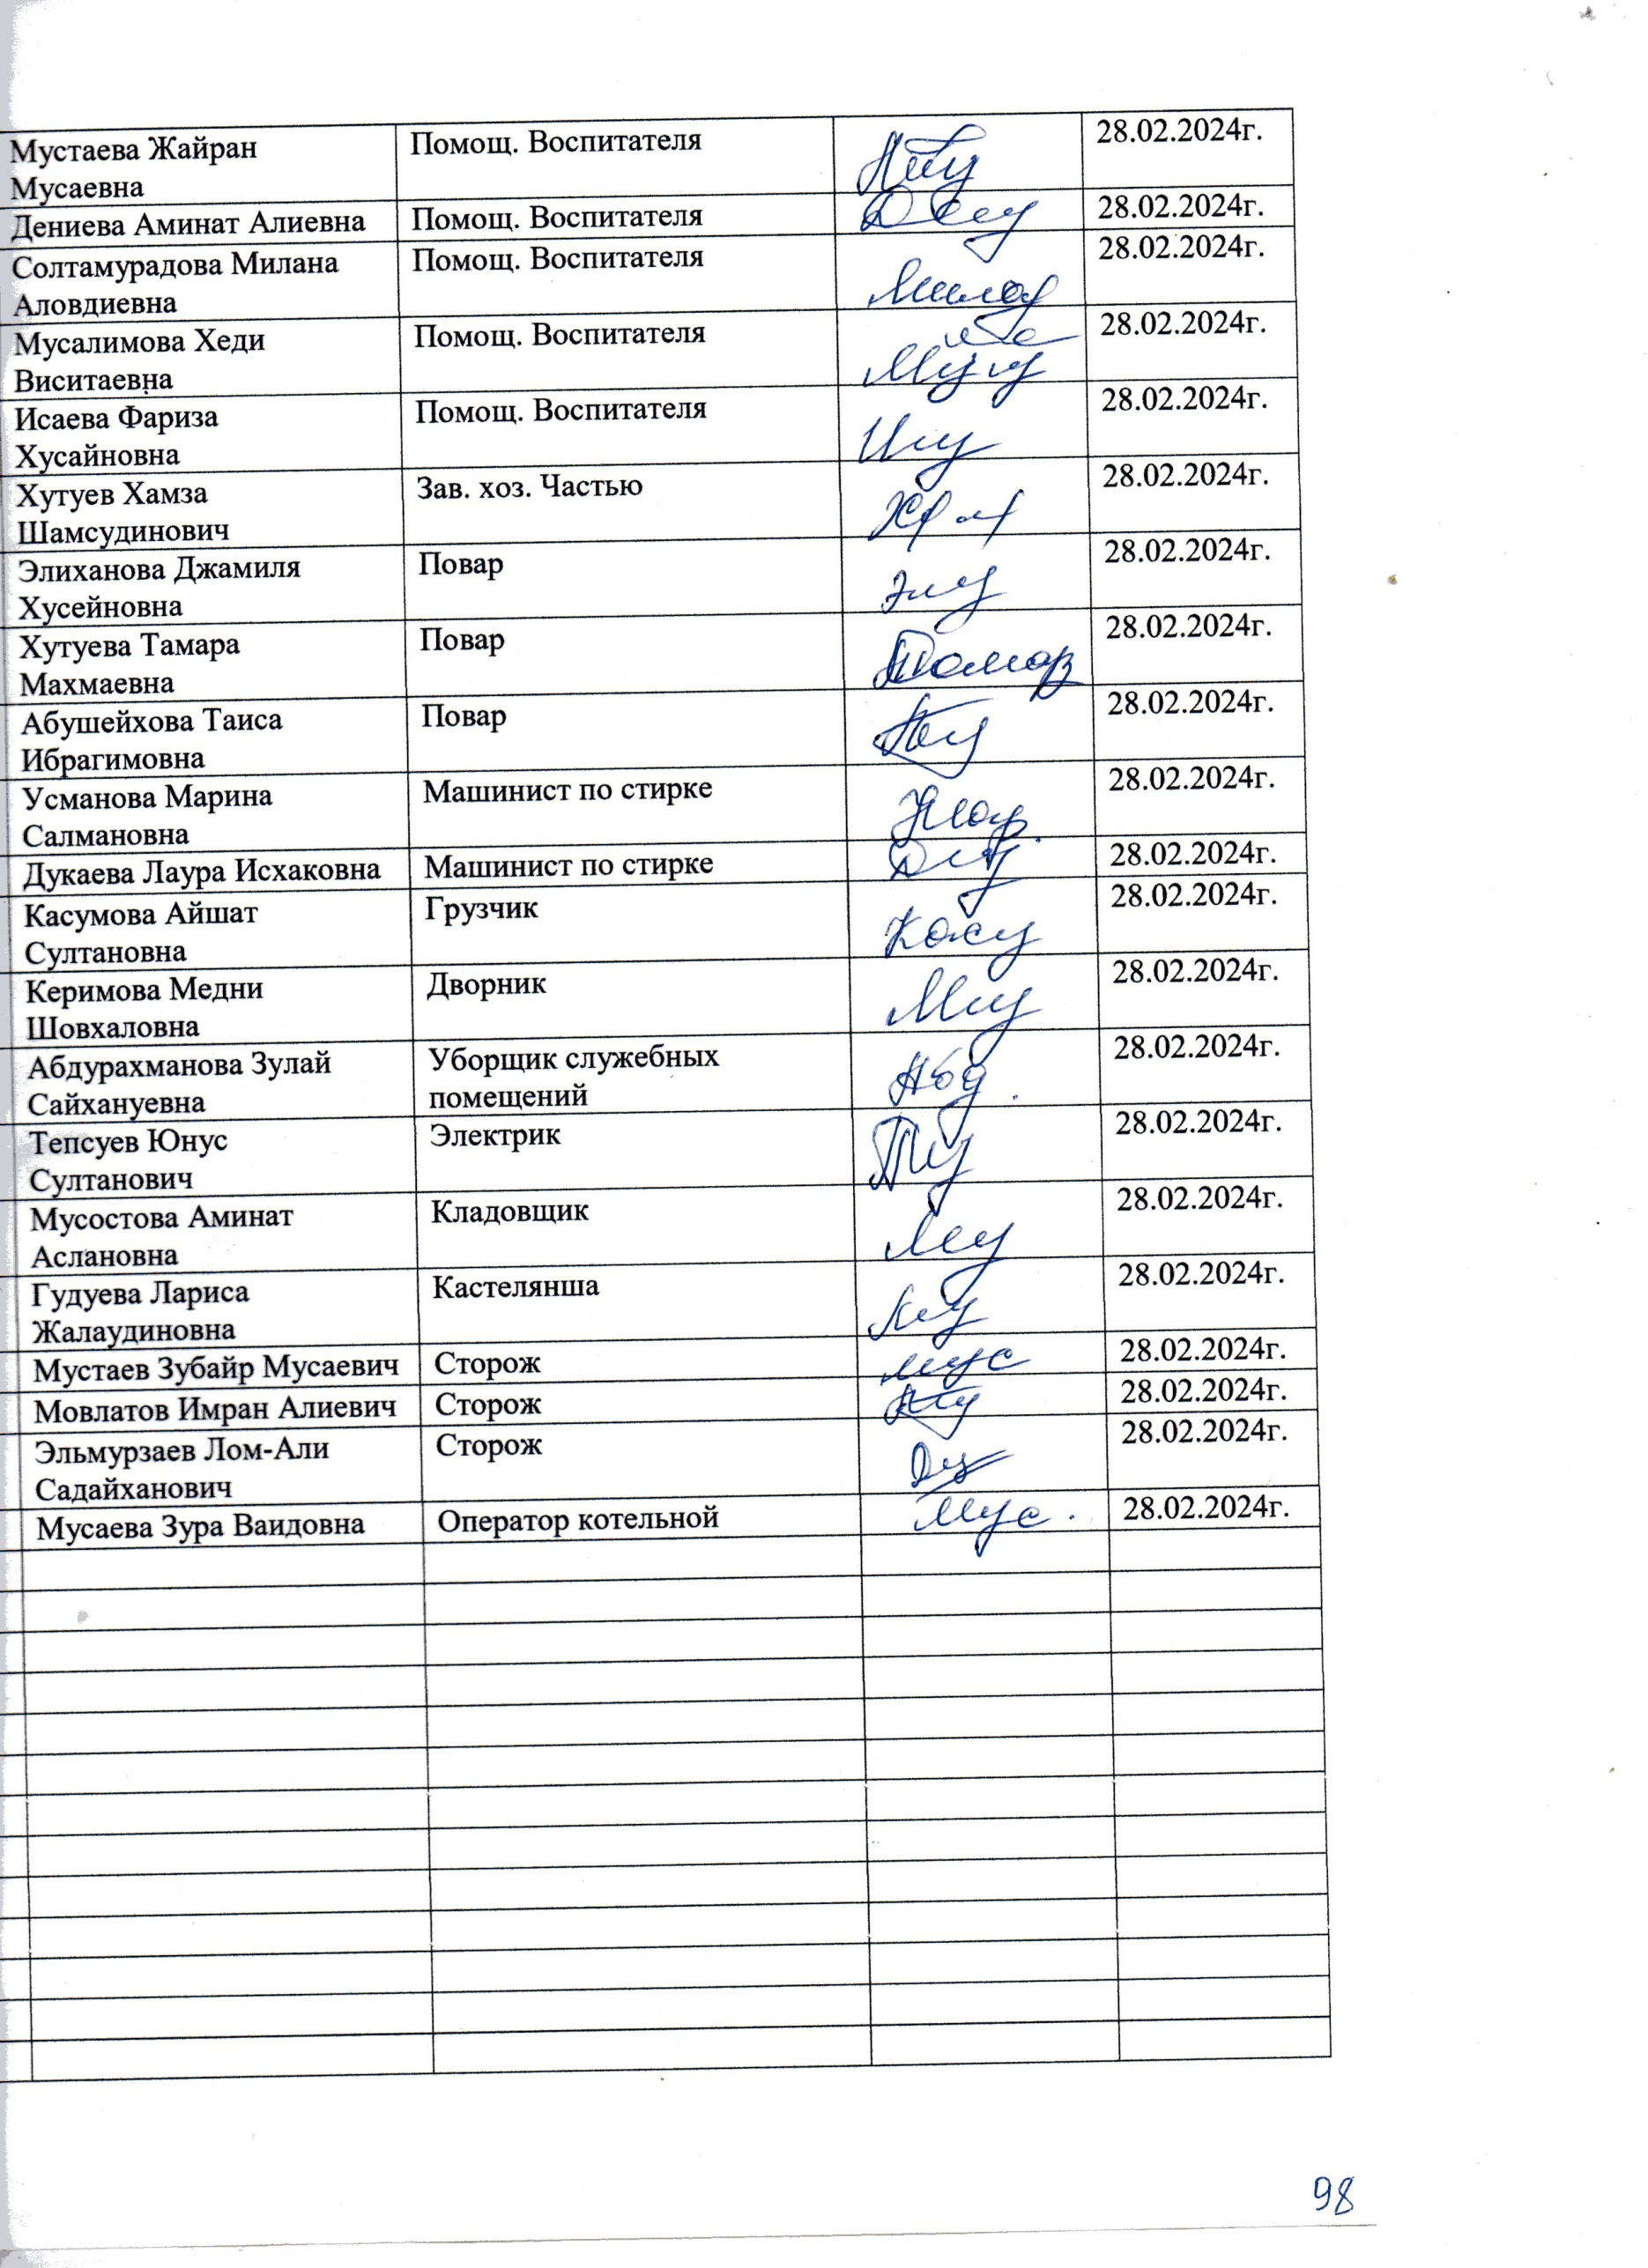 Мустаева Жайран Помощ. Воспитателя 28.02.2024г.
Мусаевна
Дениева Аминат Алиевна Помощ. Воспитателя 28.02.2024г.
Солтамурадова Милана Помощ. Воспитателя 28.02.2024г.
Аловдиевна
Мусалимова Хеди Помощ. Воспитателя 28.02.2024г.
Виситаевна
Исаева Фариза Помощ. Воспитателя 28.02.2024г.
Хусайновна
Хутуев Хамза Зав. хоз. Частью 28.02.2024г.
Шамсудинович
Элиханова Джамиля Повар 28.02.2024г.
Хусейновна
Хутуева Тамара Повар 28.02.2024г.
Махмаевна
Абушейхова Таиса Повар 28.02.2024г.
Ибрагимовна
Усманова Марина Машинист по стирке 28.02.2024г.
Салмановна
Дукаева Лаура Исхаковна Машинист по стирке 28.02.2024г.
Касумова Айшат Грузчик 28.02.2024г.
Султановна
Керимова Медни Дворник 28.02.2024г.
Шовхаловна
Абдурахманова Зулай Уборщик служебных 28.02.2024г.
Сайхануевна помещений
Тепсуев Юнус Электрик 28.02.2024г.
Султанович
Мусостова Аминат Кладовщик 28.02.2024г.
Аслановна
Гудуева Лариса Кастелянша 28.02.2024г.
Жалаудиновна
Мустаев Зубайр Мусаевич Сторож 28.02.2024г.
Мовлатов Имран Алиевич Сторож 28.02.2024г.
Эльмурзаев Лом-Али Сторож 28.02.2024г.
Садайханович
Мусаева Зура Ваидовна Оператор котельной 28.02.2024г.
98